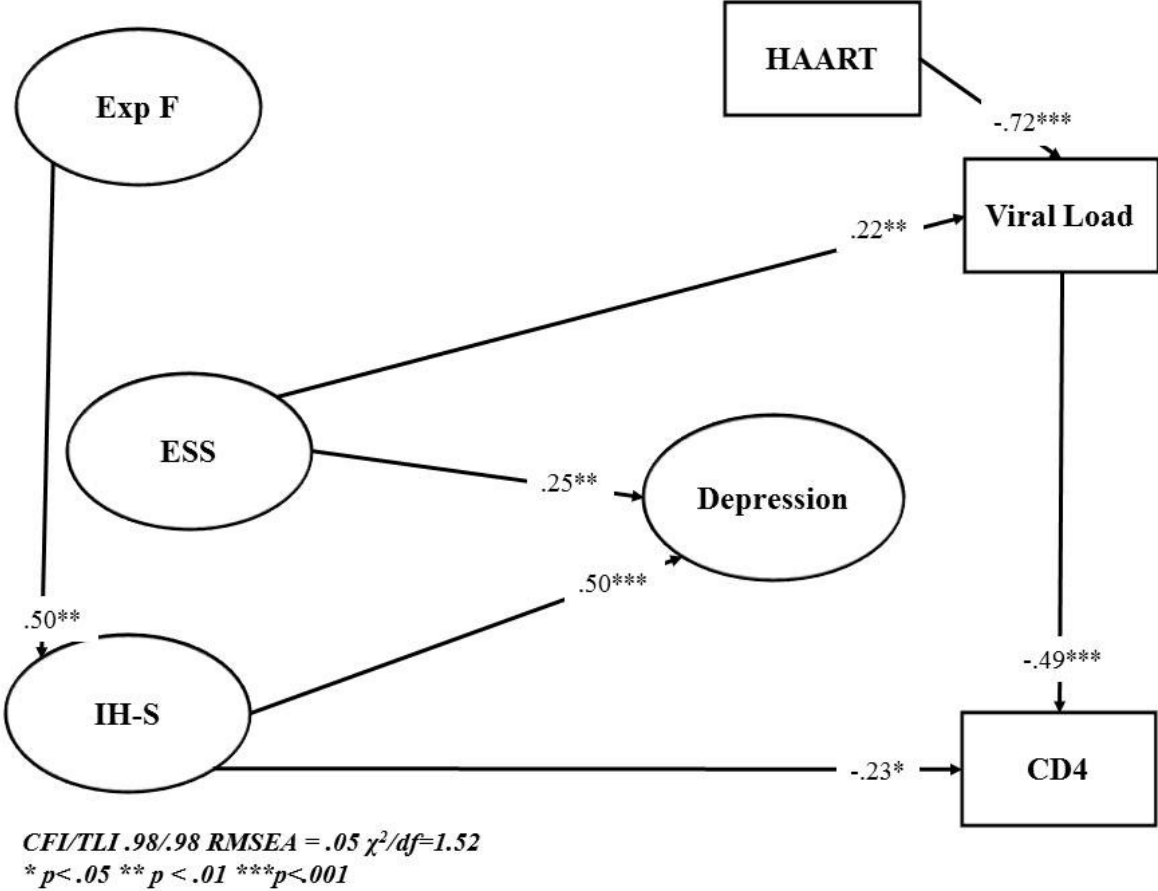 HAART
Exp F
-.72***
Viral Load
.22**
ESS
.25**
Depression
.50***
.50**
-.49***
IH-S
-.23*
CD4
CFI/TLI .98/.98 RMSEA = .05 χ²/df=1.52
* p< .05 ** p < .01 ***p<.001